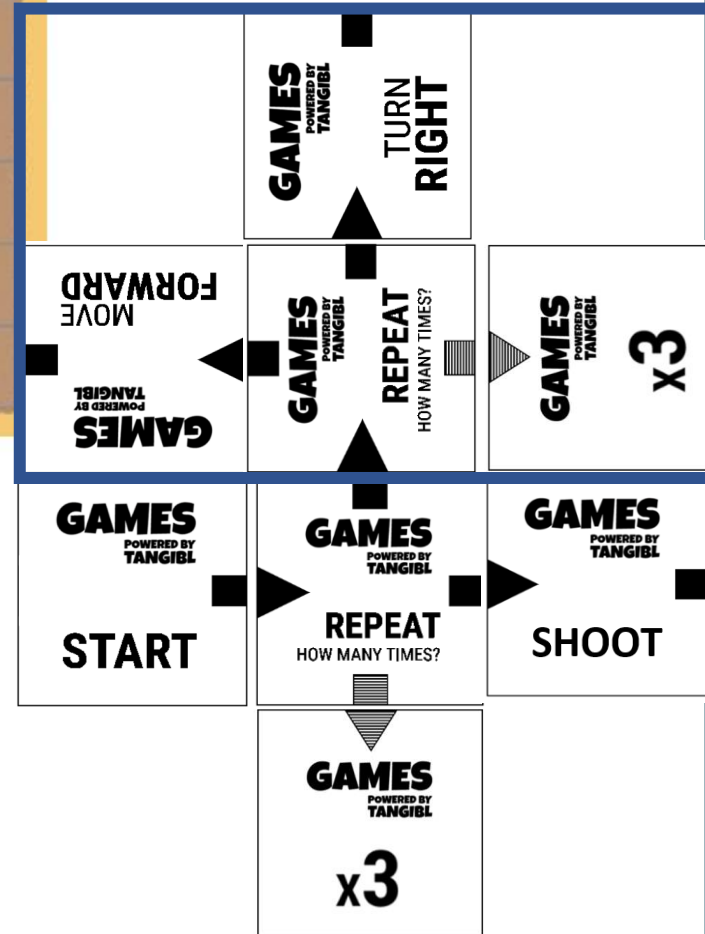 GAMES
POWERED BY
TANGIBL
TURN
RIGHT
MOVE
FORWARD
GAMES
POWERED BY
TANGIBL
GAMES
POWERED BY
TANGIBL
REPEAT
HOW MANY TIMES?
GAMES
POWERED BY
TANGIBL
x3
GAMES
POWERED BY
TANGIBL
START
GAMES
POWERED BY
TANGIBL
REPEAT
HOW MANY TIMES?
GAMES
POWERED BY
TANGIBL
SHOOT
GAMES
POWERED BY
TANGIBL
x3